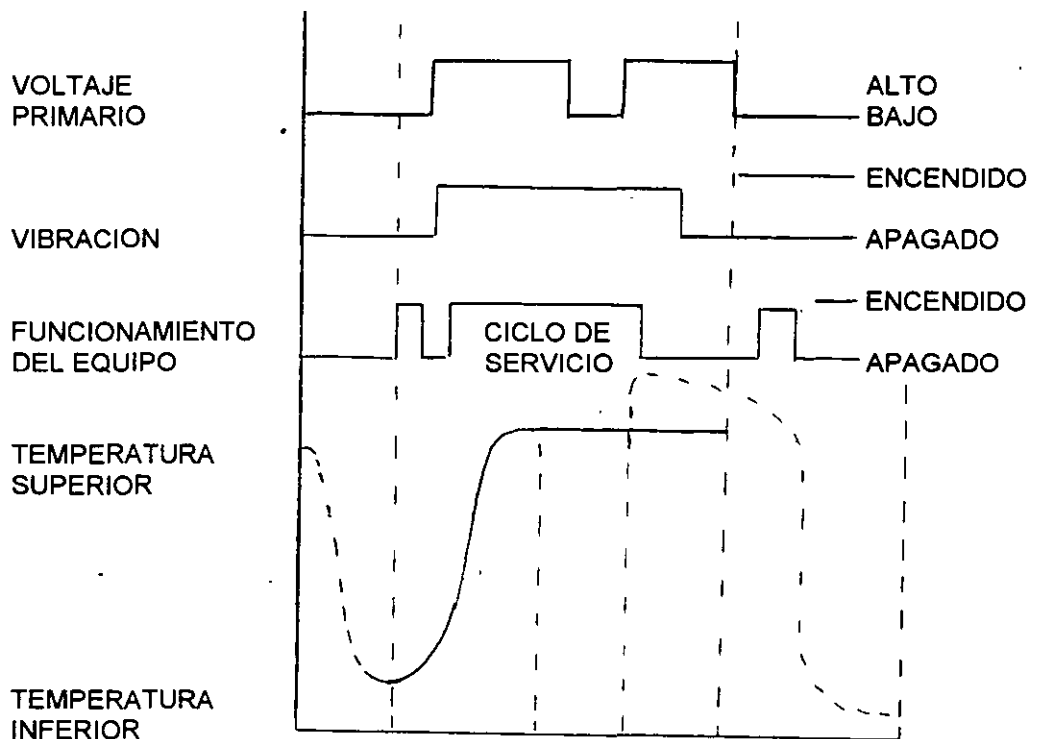 VOLTAJE
PRIMARIO
ALTO
BAJO
ENCENDIDO
VIBRACION
APAGADO
ENCENDIDO
FUNCIONAMIENTO
DEL EQUIPO
CICLO DE
SERVICIO
APAGADO
TEMPERATURA
SUPERIOR
TEMPERATURA
INFERIOR